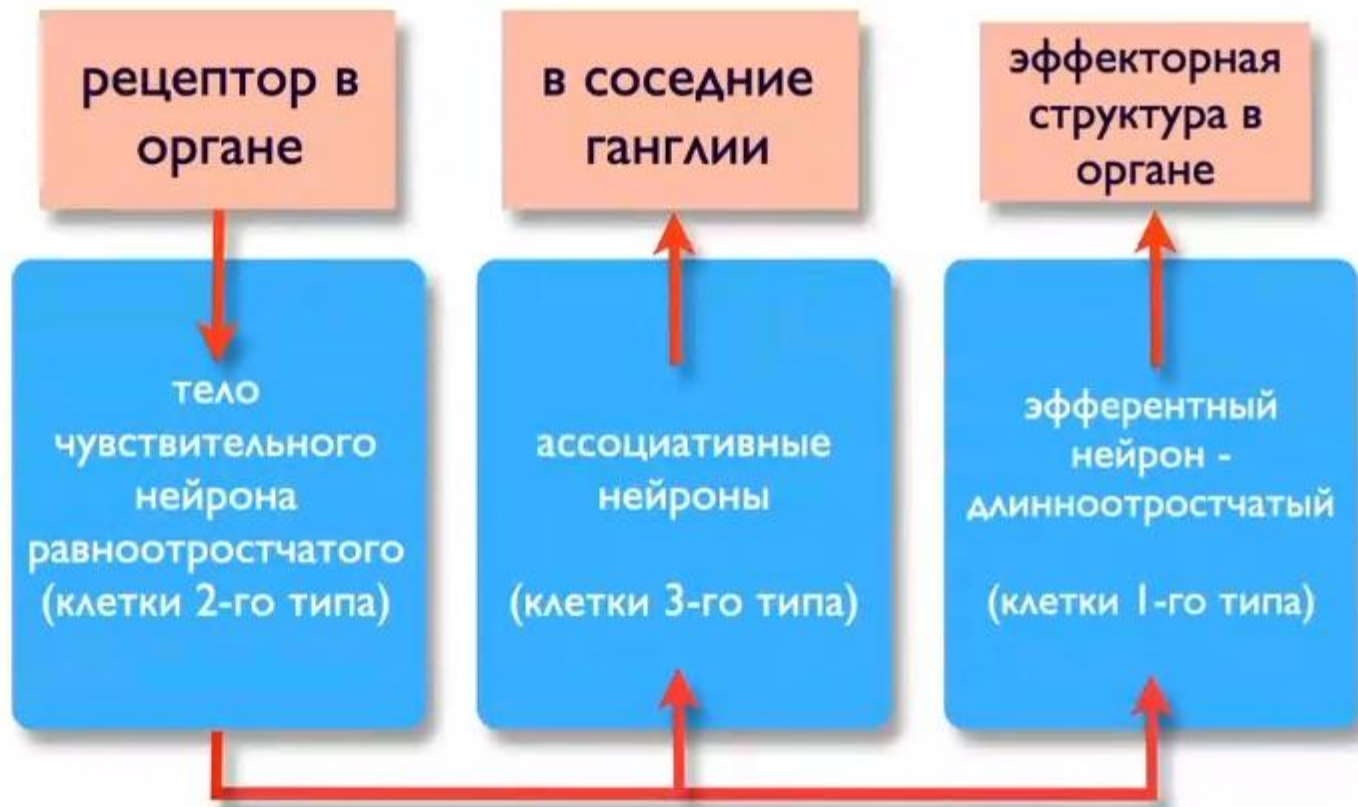 рецептор в
органе
в соседние
ганглии
эффекторная
структура в
органе
тело
чувствительного
нейрона
равноотростчатого
(клетки 2-го типа)
ассоциативные
нейроны
(клетки 3-го типа)
эфферентный
нейрон -
длинноотростчатый
(клетки 1-го типа)